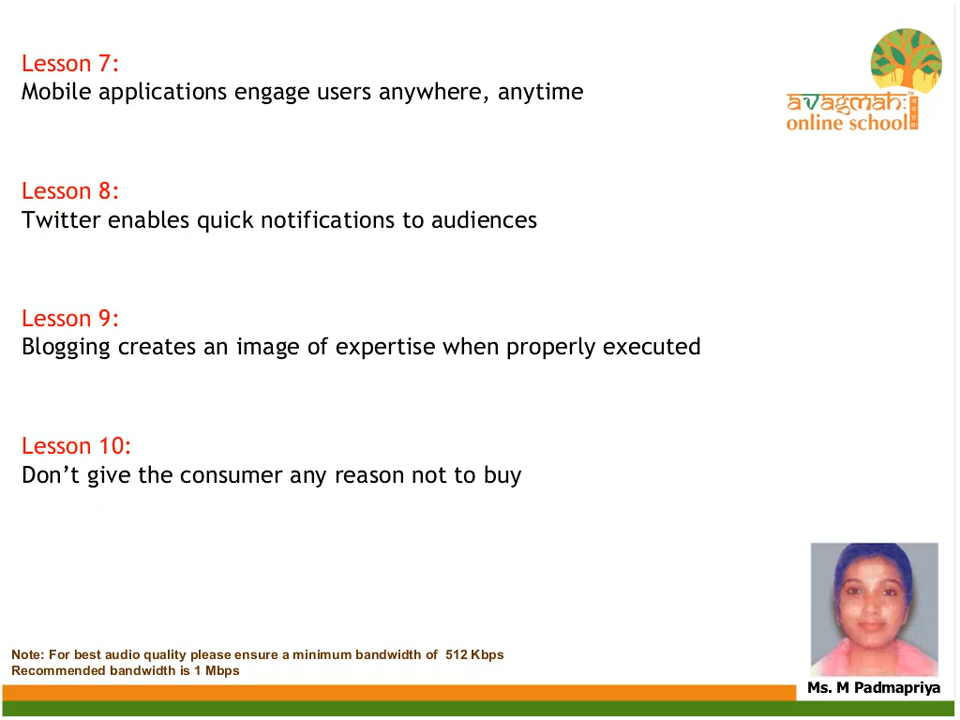 Lesson 7:
Mobile applications engage users anywhere, anytime
avagmah:™
online school
Lesson 8:
Twitter enables quick notifications to audiences
Lesson 9:
Blogging creates an image of expertise when properly executed
Lesson 10:
Don’t give the consumer any reason not to buy
Note: For best audio quality please ensure a minimum bandwidth of 512 Kbps
Recommended bandwidth is 1 Mbps
Ms. M Padmapriya